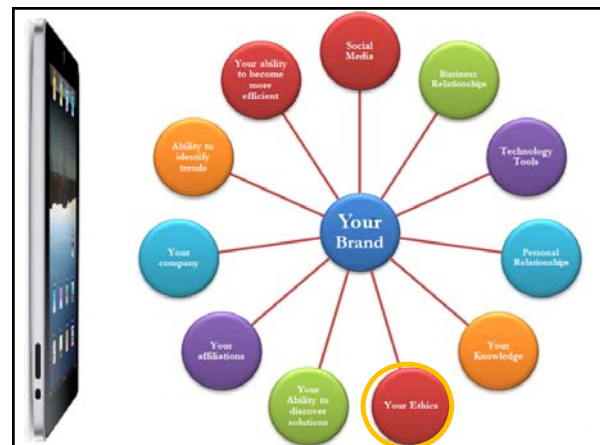 Social
Media
Business
Relationships
Technology
Tools
Personal
Relationships
Your
Knowledge
Your Ethics
Your
Ability to
discover
solutions
Your
affiliations
Your
company
Ability to
identify
trends
Your ability
to become
more
efficient
Your
Brand